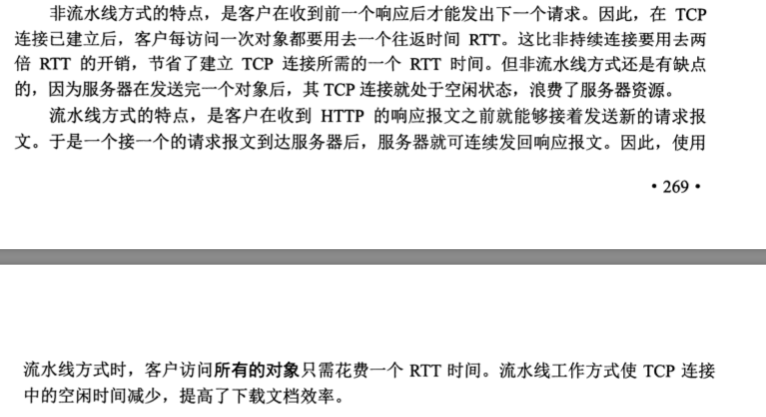 非流水线方式的特点，是客户在收到前一个响应后才能发出下一个请求。因此，在 TCP
连接已建立后，客户每访问一次对象都要用去一个往返时间 RTT。这比非持续连接要用去两
倍 RTT 的开销，节省了建立 TCP 连接所需的一个 RTT 时间。但非流水线方式还是有缺点
的，因为服务器在发送完一个对象后，其 TCP 连接就处于空闲状态，浪费了服务器资源。
流水线方式的特点，是客户在收到 HTTP 的响应报文之前就能够接着发送新的请求报
文。于是一个接一个的请求报文到达服务器后，服务器就可连续发回响应报文。因此，使用
• 269 •
流水线方式时，客户访问所有的对象只需花费一个 RTT 时间。流水线工作方式使 TCP 连接
中的空闲时间减少，提高了下载文档效率。